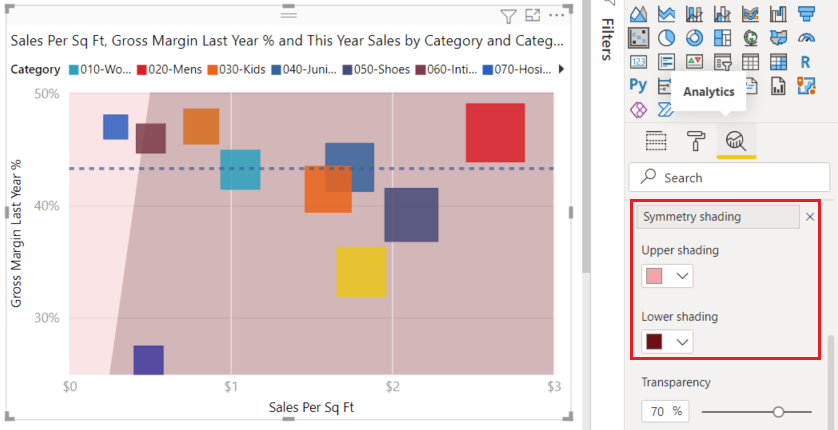 Sales Per Sq Ft, Gross Margin Last Year % and This Year Sales by Category and Categ...
Category 010-Wo... 020-Mens 030-Kids 040-Juni... 050-Shoes 060-Inti... 070-Hosi...
50%
40%
30%
Gross Margin Last Year %
$0 $1 $2 $3
Sales Per Sq Ft
Filters
123
R
Py
Analytics
Search
Symmetry shading
Upper shading
Lower shading
Transparency
70 %